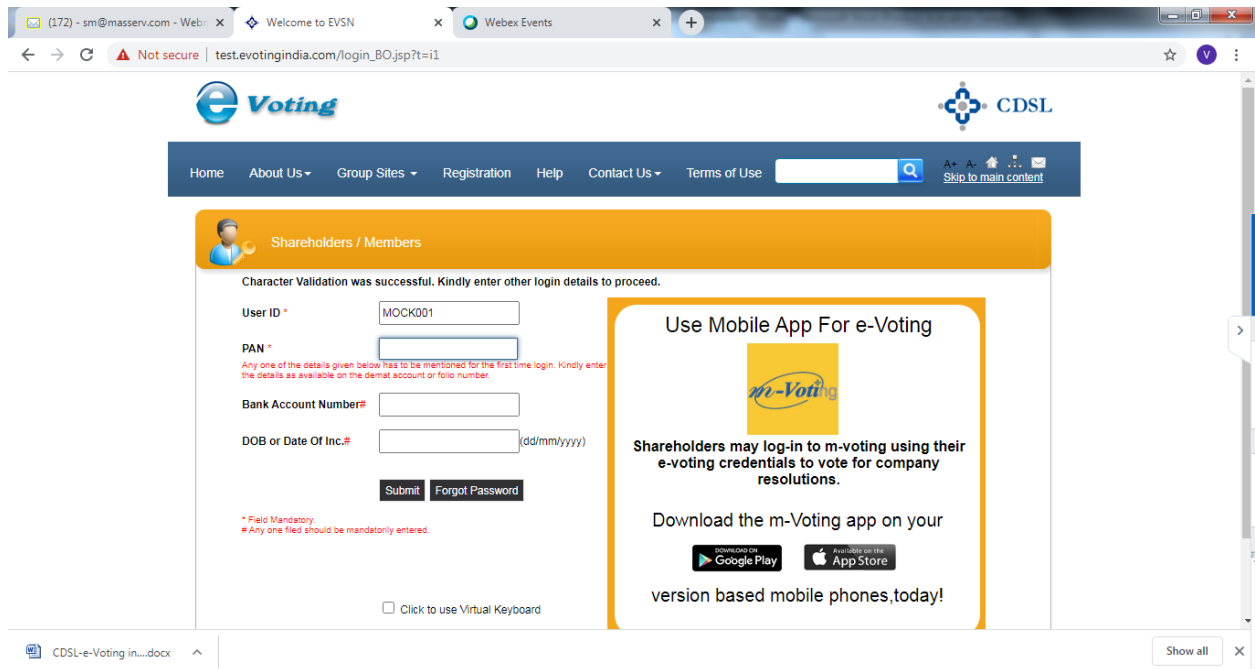 (172) - sm@masserv.com - Web
Welcome to EVSN
Webex Events
Not secure | test.evotingindia.com/login_BO.jsp?t=i1
V
e Voting
CDSL
Home About Us Group Sites Registration Help Contact Us Terms of Use
A+ A-
Skip to main content
Shareholders / Members
Character Validation was successful. Kindly enter other login details to proceed.
User ID * MOCK001
PAN *
Any one of the details given below has to be mentioned for the first time login. Kindly enter
the details as available on the demat account or folio number.
Bank Account Number#
DOB or Date Of Inc.# (dd/mm/yyyy)
Submit Forgot Password
* Field Mandatory.
# Any one filed should be mandatorily entered.
Click to use Virtual Keyboard
Use Mobile App For e-Voting
m-Voting
Shareholders may log-in to m-voting using their
e-voting credentials to vote for company
resolutions.
Download the m-Voting app on your
DOWNLOAD ON
Google Play
Available on the
App Store
version based mobile phones,today!
CDSL-e-Voting in....docx
Show all